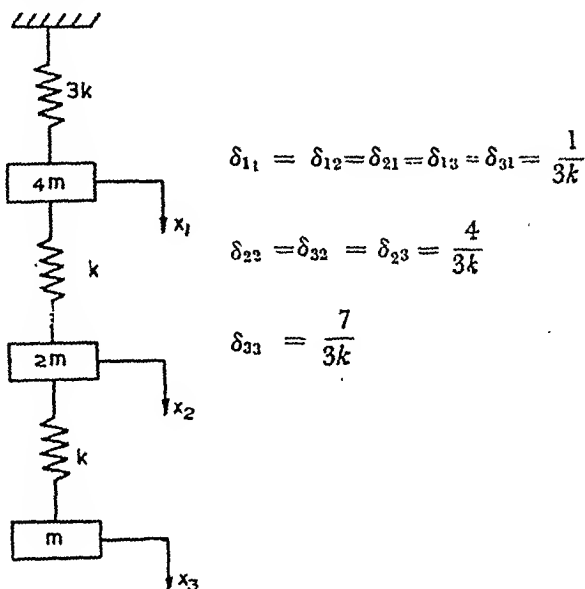 3k
4m
x₁
k
2m
x₂
k
m
x₃
δ₁₁ = δ₁₂=δ₂₁=δ₁₃=δ₃₁= 1/3k
δ₂₂ =δ₃₂ = δ₂₃= 4/3k
δ₃₃ = 7/3k